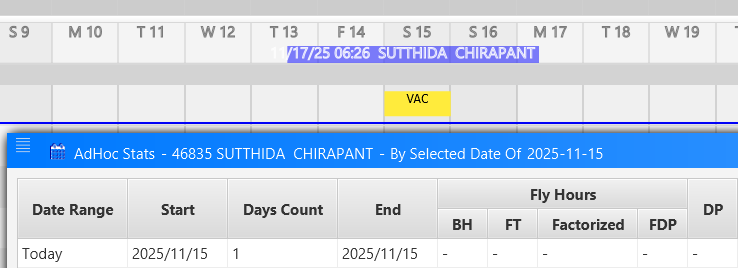 S 9 M 10 T 11 W 12 T 13 F 14 S 15 S 16 M 17 T 18 W 19
11/17/25 06:26 SUTTHIDA CHIRAPANT
VAC
AdHoc Stats - 46835 SUTTHIDA CHIRAPANT - By Selected Date Of 2025-11-15
Date Range Start Days Count End Fly Hours DP
BH FT Factorized FDP
Today 2025/11/15 1 2025/11/15 - - - - -